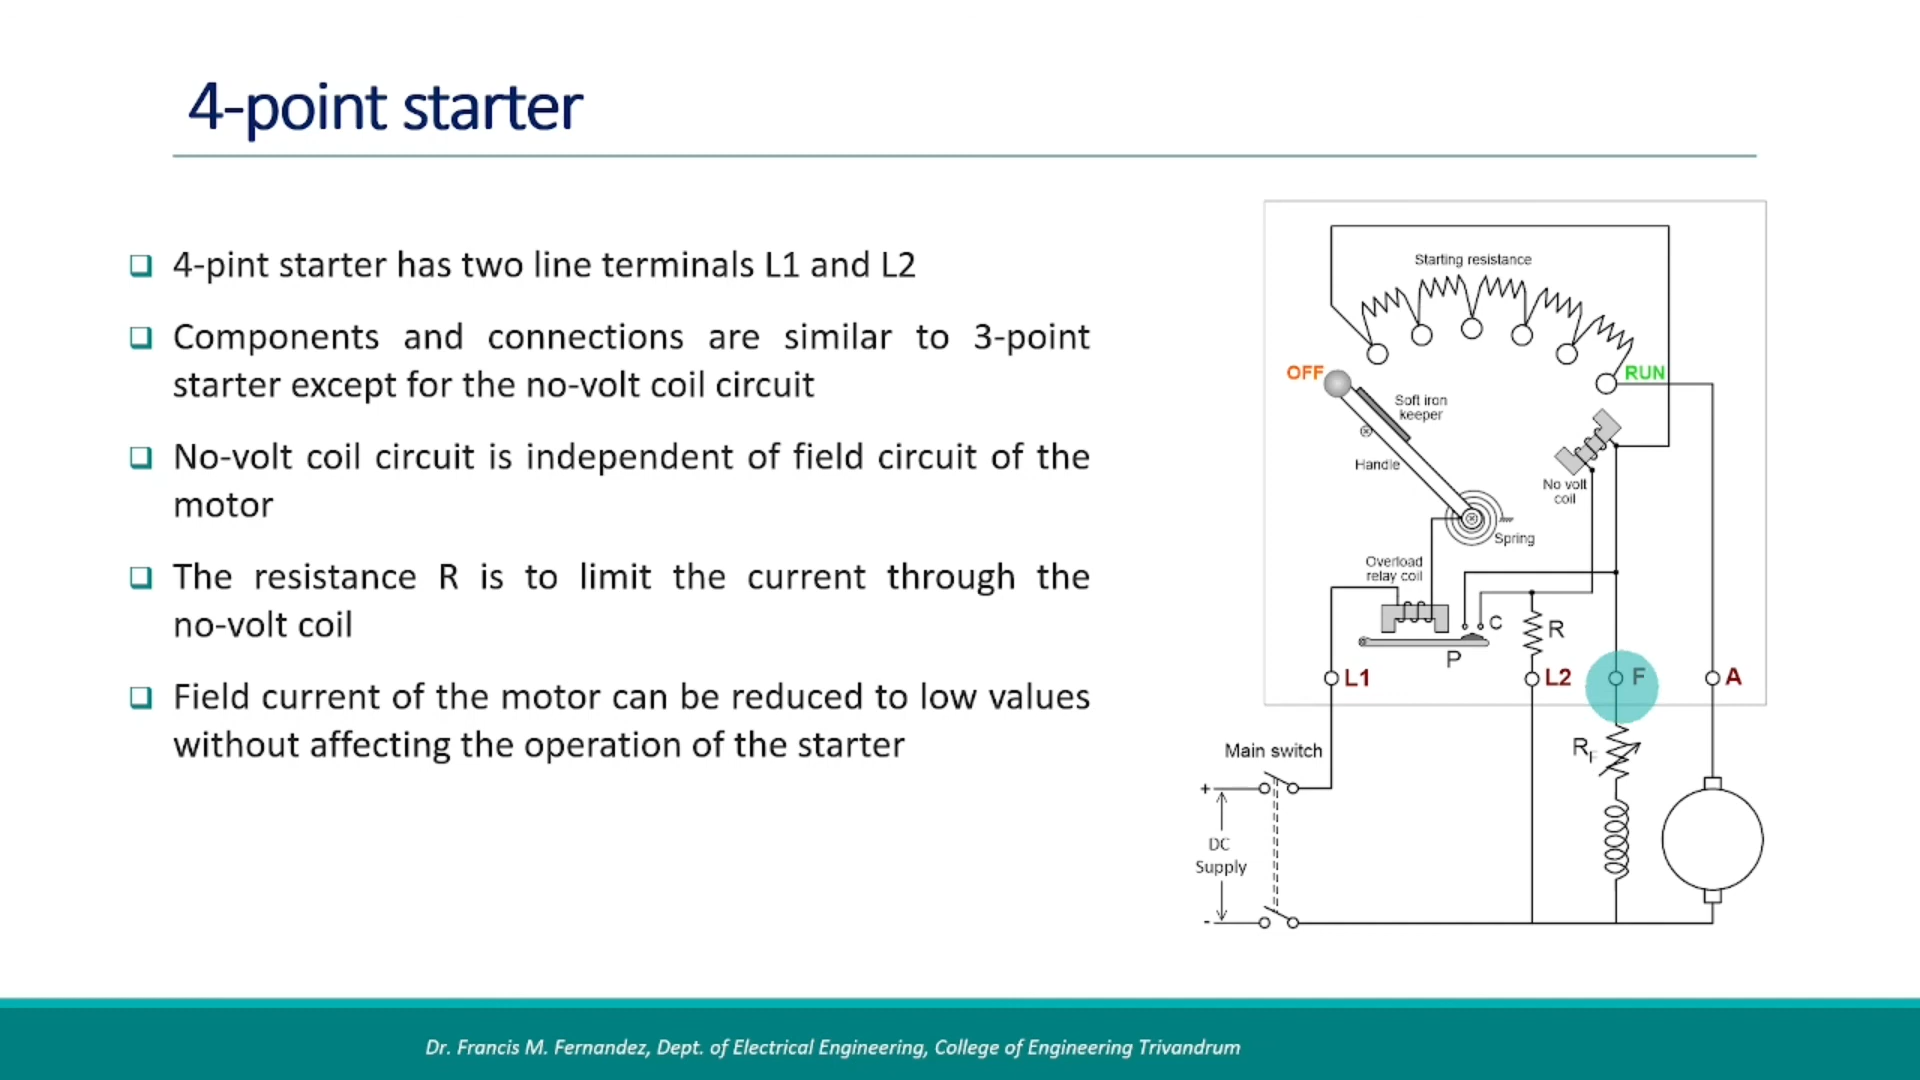 4-point starter
4-pint starter has two line terminals L1 and L2
Components and connections are similar to 3-point
starter except for the no-volt coil circuit
No-volt coil circuit is independent of field circuit of the
motor
The resistance R is to limit the current through the
no-volt coil
Field current of the motor can be reduced to low values
without affecting the operation of the starter
Starting resistance
OFF
RUN
Soft iron
keeper
Handle
No volt
coil
Spring
Overload
relay coil
C
R
P
L1
L2
F
A
RF
Main switch
+
DC
Supply
-
Dr. Francis M. Fernandez, Dept. of Electrical Engineering, College of Engineering Trivandrum